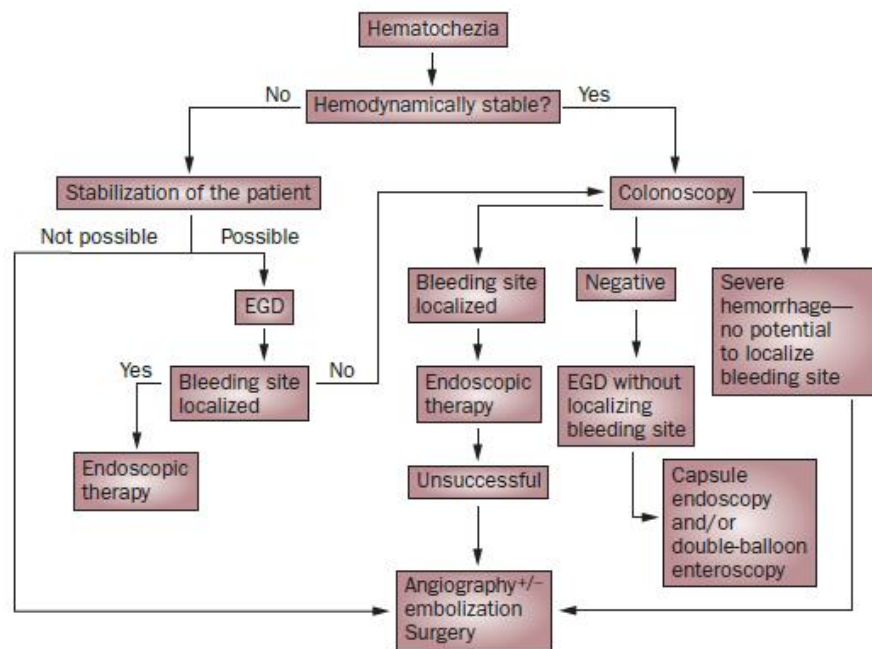 Hematochezia
No
Hemodynamically stable?
Yes
Stabilization of the patient
Colonoscopy
Not possible
Possible
EGD
Bleeding site
localized
Negative
Severe
hemorrhage—
no potential
to localize
bleeding site
Yes
Bleeding site
localized
No
Endoscopic
therapy
EGD without
localizing
bleeding site
Endoscopic
therapy
Unsuccessful
Capsule
endoscopy
and/or
double-balloon
enteroscopy
Angiography+/–
embolization
Surgery